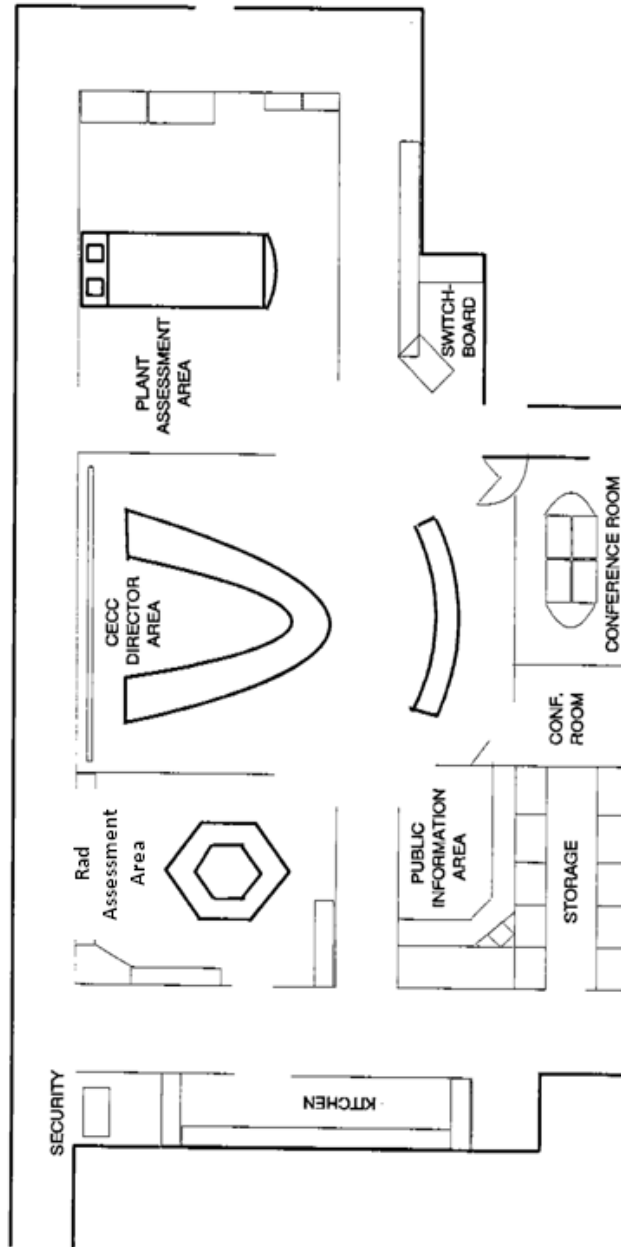 PLANT
ASSESSMENT
AREA
SWITCH-
BOARD
CECC
DIRECTOR
AREA
CONFERENCE ROOM
CONF.
ROOM
Rad
Assessment
Area
PUBLIC
INFORMATION
AREA
STORAGE
SECURITY
KITCHEN